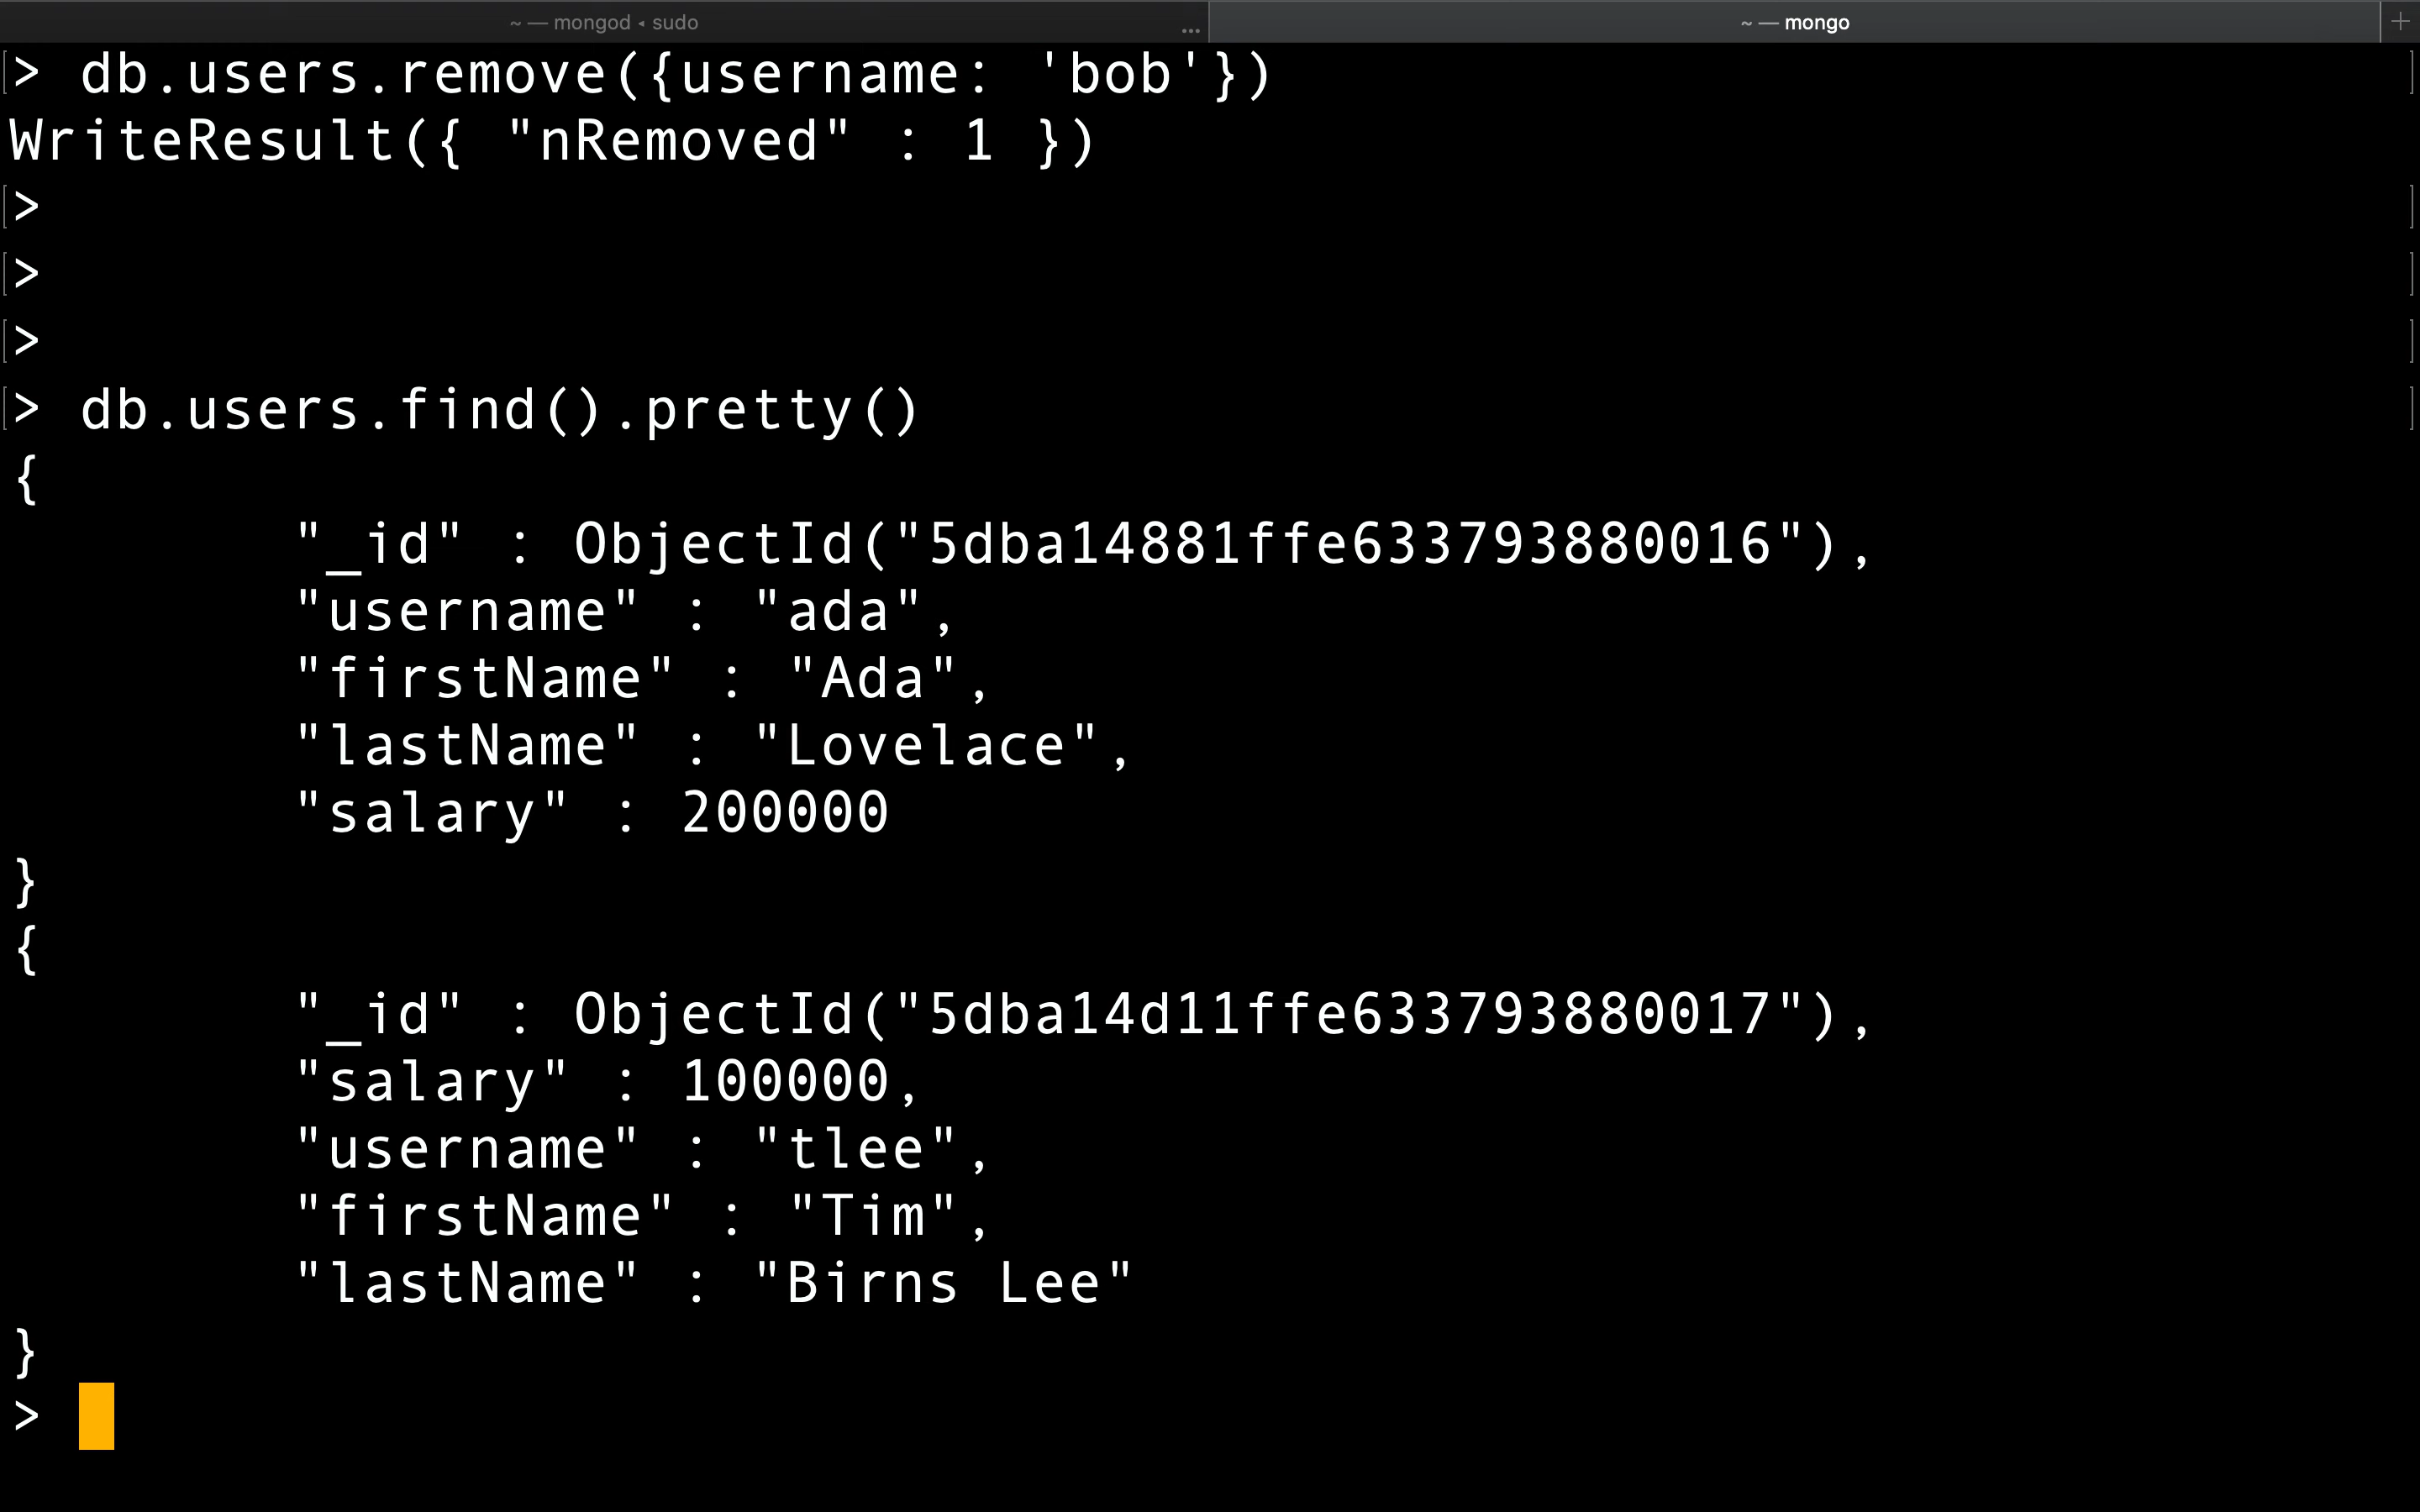 ~ — mongod ◂ sudo ... ~ — mongo +
> db.users.remove({username: 'bob'})
WriteResult({ "nRemoved" : 1 })
>
>
>
> db.users.find().pretty()
{
"_id" : ObjectId("5dba14881ffe633793880016"),
"username" : "ada",
"firstName" : "Ada",
"lastName" : "Lovelace",
"salary" : 200000
}
{
"_id" : ObjectId("5dba14d11ffe633793880017"),
"salary" : 100000,
"username" : "tlee",
"firstName" : "Tim",
"lastName" : "Birns Lee"
}
>